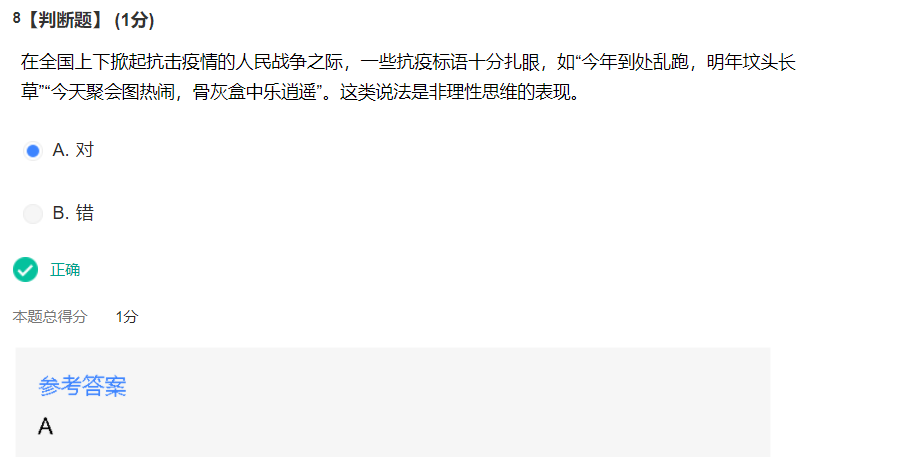 8【判断题】 (1分)
在全国上下掀起抗击疫情的人民战争之际，一些抗疫标语十分扎眼，如“今年到处乱跑，明年坟头长
草”“今天聚会图热闹，骨灰盒中乐逍遥”。这类说法是非理性思维的表现。
A. 对
B. 错
正确
本题总得分 1分
参考答案
A